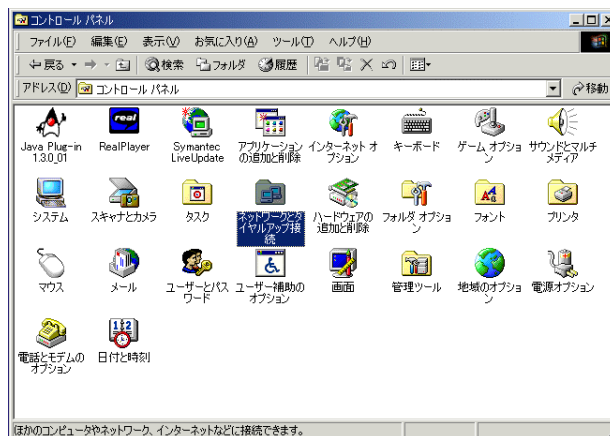 コントロール パネル
ファイル(F) 編集(E) 表示(V) お気に入り(A) ツール(T) ヘルプ(H)
戻る 検索 フォルダ 履歴
アドレス(D) コントロール パネル 移動
real
Java Plug-in
1.3.0_01
RealPlayer
Symantec
LiveUpdate
アプリケーション
の追加と削除
インターネット オ
プション
キーボード
ゲーム オプショ
ン
サウンドとマルチ
メディア
システム
スキャナとカメラ
タスク
ネットワークとダ
イヤルアップ接
続
ハードウェアの
追加と削除
フォルダ オプショ
ン
フォント
プリンタ
マウス
メール
ユーザーとパス
ワード
ユーザー補助の
オプション
画面
管理ツール
地域のオプショ
ン
電源オプション
電話とモデムの
オプション
日付と時刻
ほかのコンピュータやネットワーク、インターネットなどに接続できます。